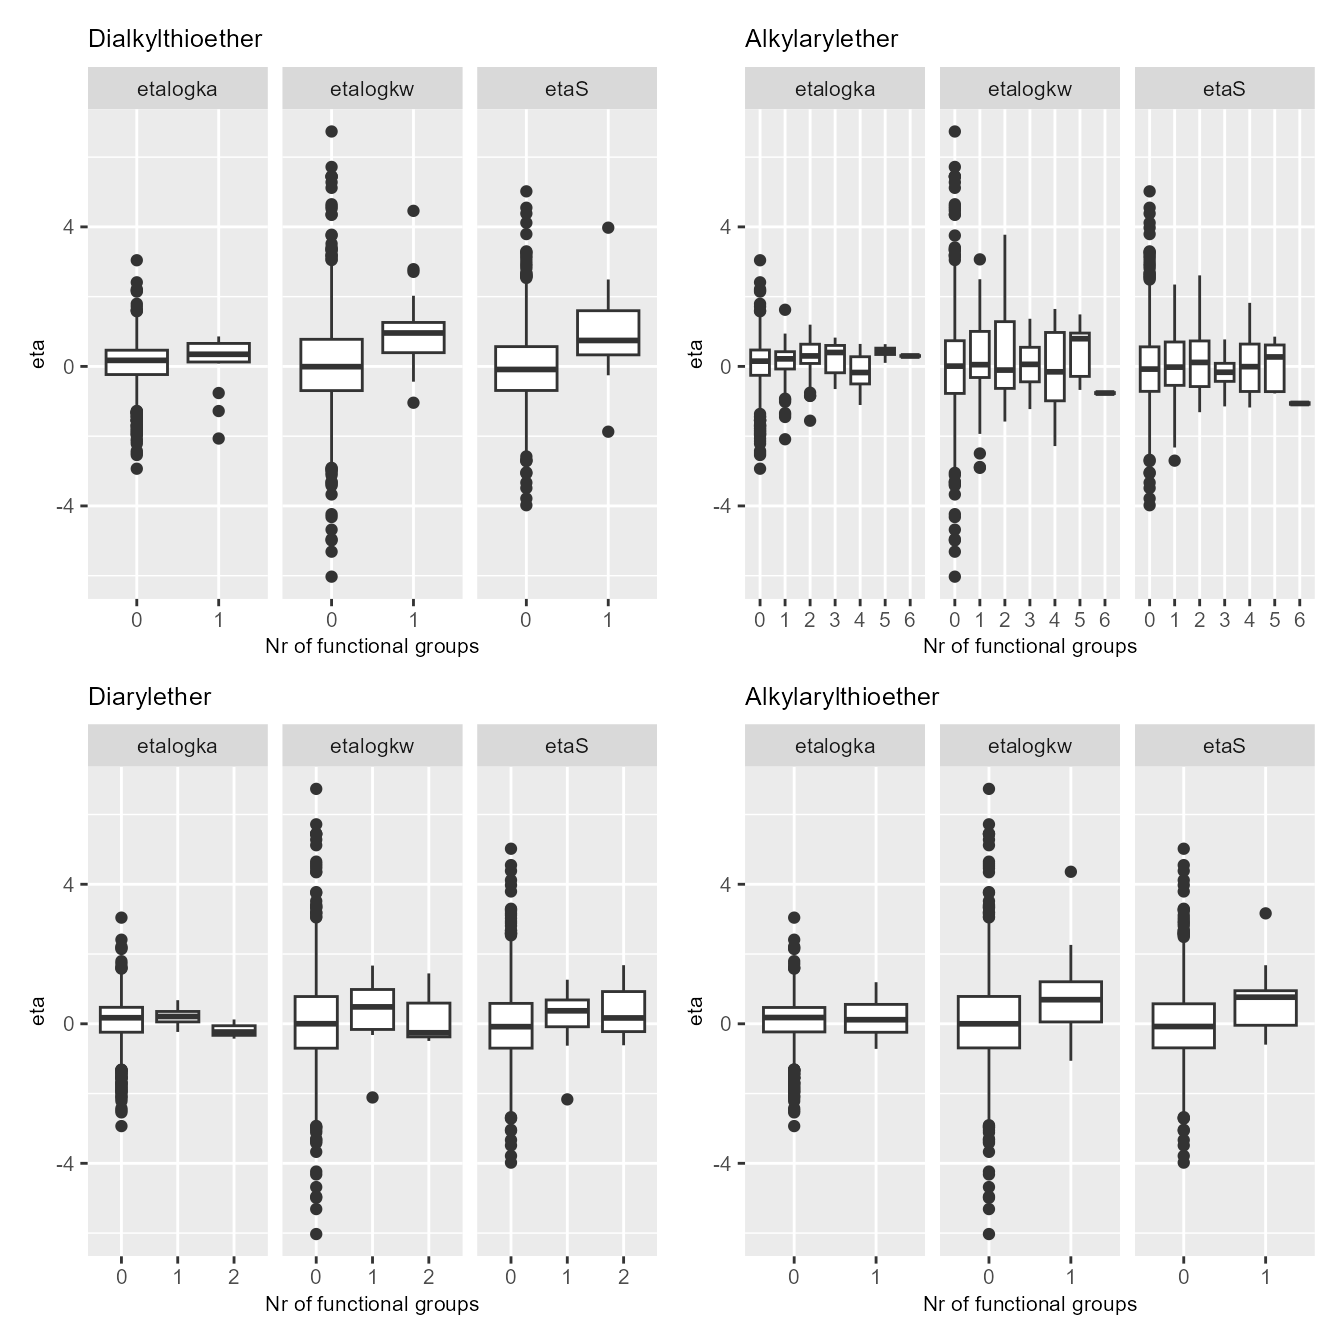 Dialkylthioether
etalogka etalogkw etaS
4
0
-4
eta
0 1 0 1 0 1
Nr of functional groups
Alkylarylether
etalogka etalogkw etaS
4
0
-4
eta
0 1 2 3 4 5 6 0 1 2 3 4 5 6 0 1 2 3 4 5 6
Nr of functional groups
Diarylether
etalogka etalogkw etaS
4
0
-4
eta
0 1 2 0 1 2 0 1 2
Nr of functional groups
Alkylarylthioether
etalogka etalogkw etaS
4
0
-4
eta
0 1 0 1 0 1
Nr of functional groups